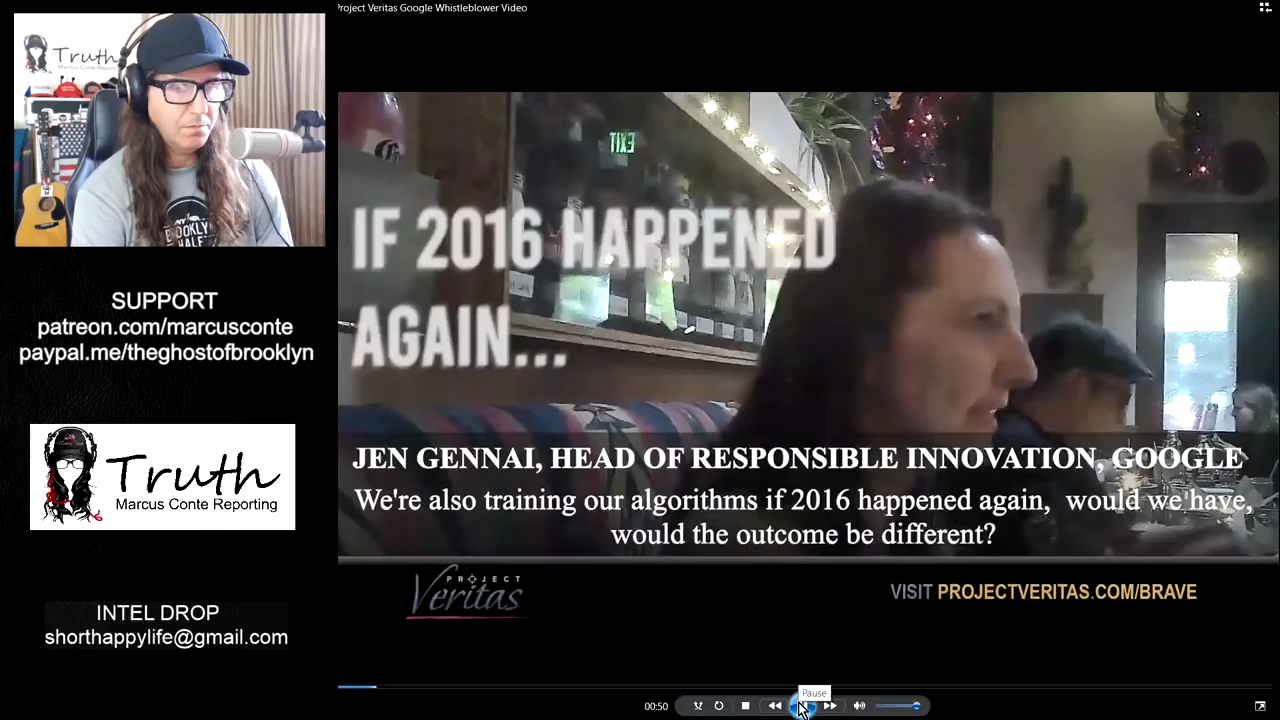 Project Veritas Google Whistleblower Video
Truth
Marcus Conte Report
BROOKLYN
HALF
SUPPORT
patreon.com/marcusconte
paypal.me/theghostofbrooklyn
Truth
Marcus Conte Reporting
INTEL DROP
shorthappylife@gmail.com
EXIT
IF 2016 HAPPENED
AGAIN...
JEN GENNAI, HEAD OF RESPONSIBLE INNOVATION, GOOGLE
We're also training our algorithms if 2016 happened again,  would we have,
would the outcome be different?
PROJECT
Veritas
VISIT PROJECTVERITAS.COM/BRAVE
Pause
00:50